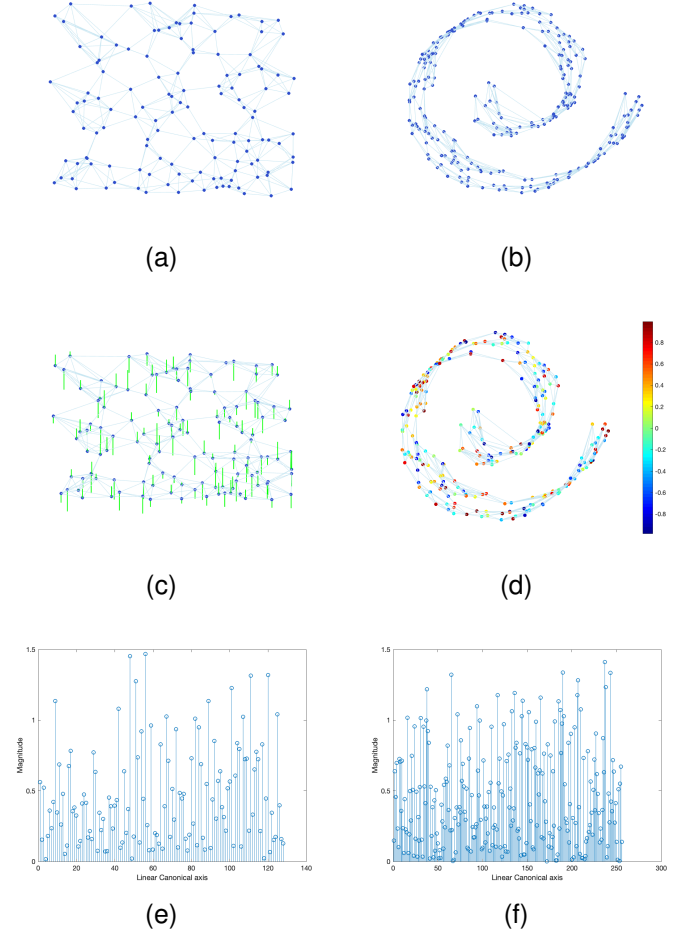 (a)
(b)
0.8
0.6
0.4
0.2
0
-0.2
-0.4
-0.6
-0.8
(c)
(d)
1.5
1
0.5
0
Magnitude
0 20 40 60 80 100 120 140
Linear Canonical axis
1.5
1
0.5
0
Magnitude
0 50 100 150 200 250 300
Linear Canonical axis
(e)
(f)